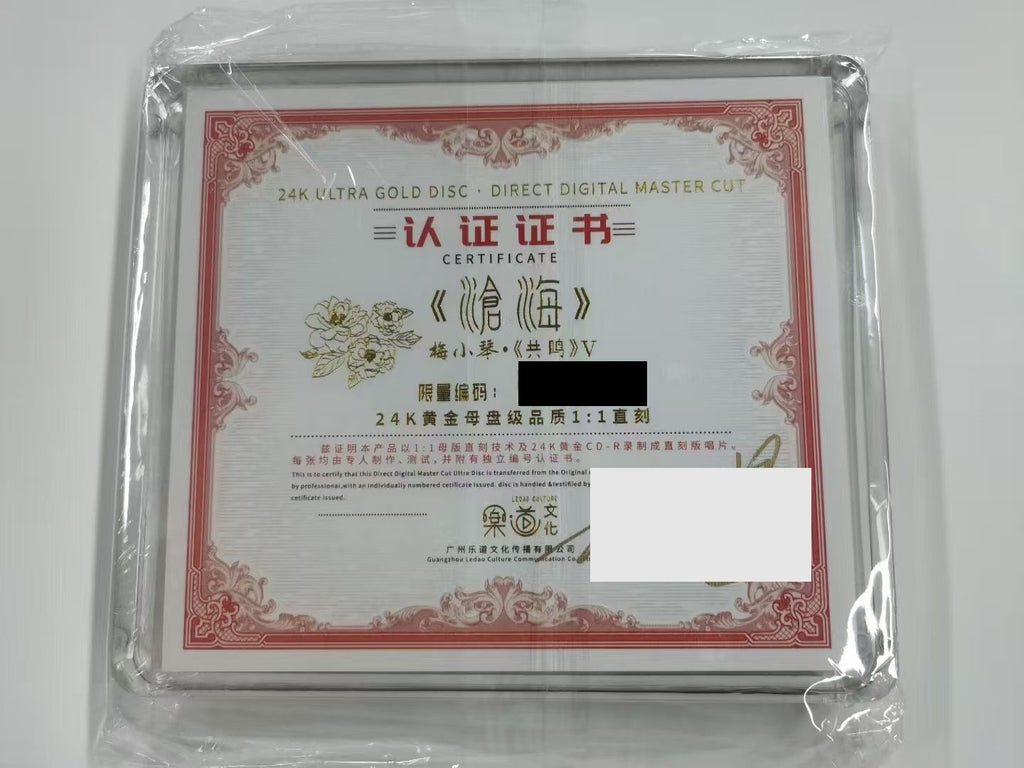 24K ULTRA GOLD DISC · DIRECT DIGITAL MASTER CUT
认证证书
CERTIFICATE
《滄海》
梅小琴·《共鸣》V
限量编码：
24K黄金母盘级品质1:1直刻
兹证明本产品以1:1母版直刻技术及24K黄金CD-R录制成直刻版唱片。
每张均由专人制作、测试，并附有独立编号认证书。
This is to certify that this Direct Digital Master Cut Ultra Disc is transferred from the Original
by professional,with an individually numbered cetificate issued. disc is handled &testified by
cetificate issued.
LEDAO CULTURE
樂道文化
广州乐道文化传播有限公司
Guangzhou Ledao Culture Communication Co.